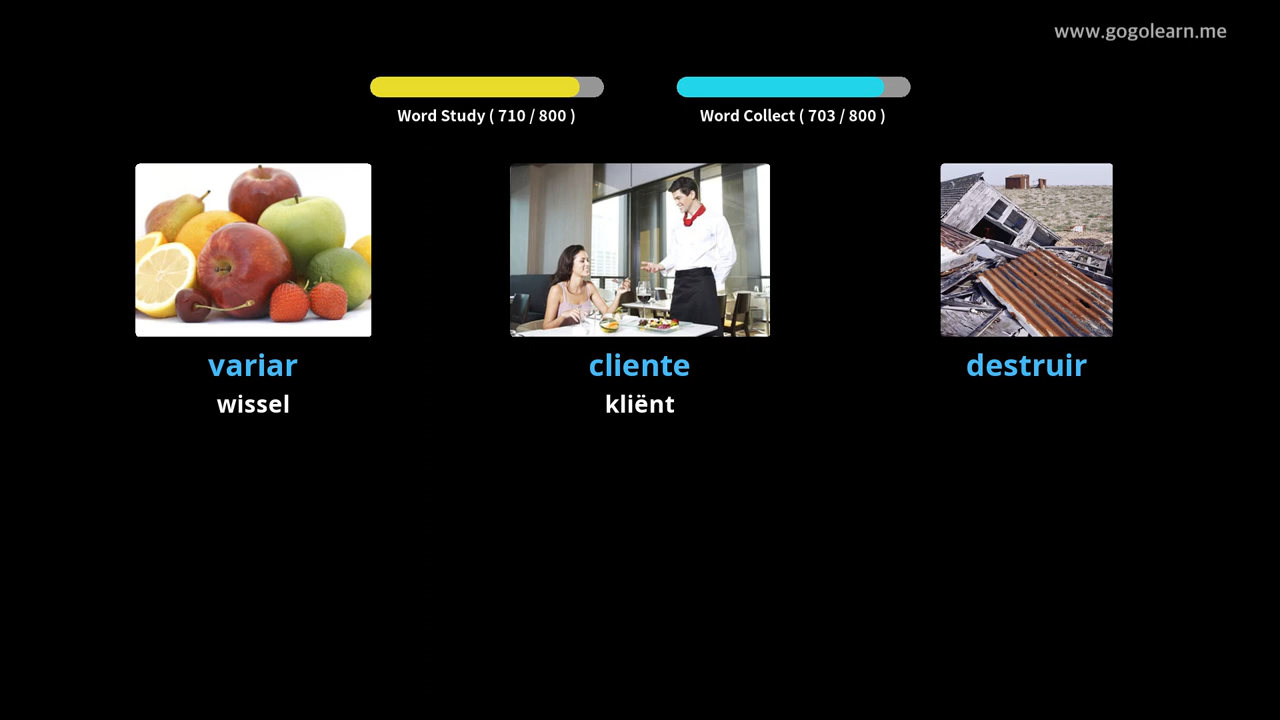 www.gogolearn.me
Word Study ( 710 / 800 )
Word Collect ( 703 / 800 )
variar
cliente
destruir
wissel
kliënt